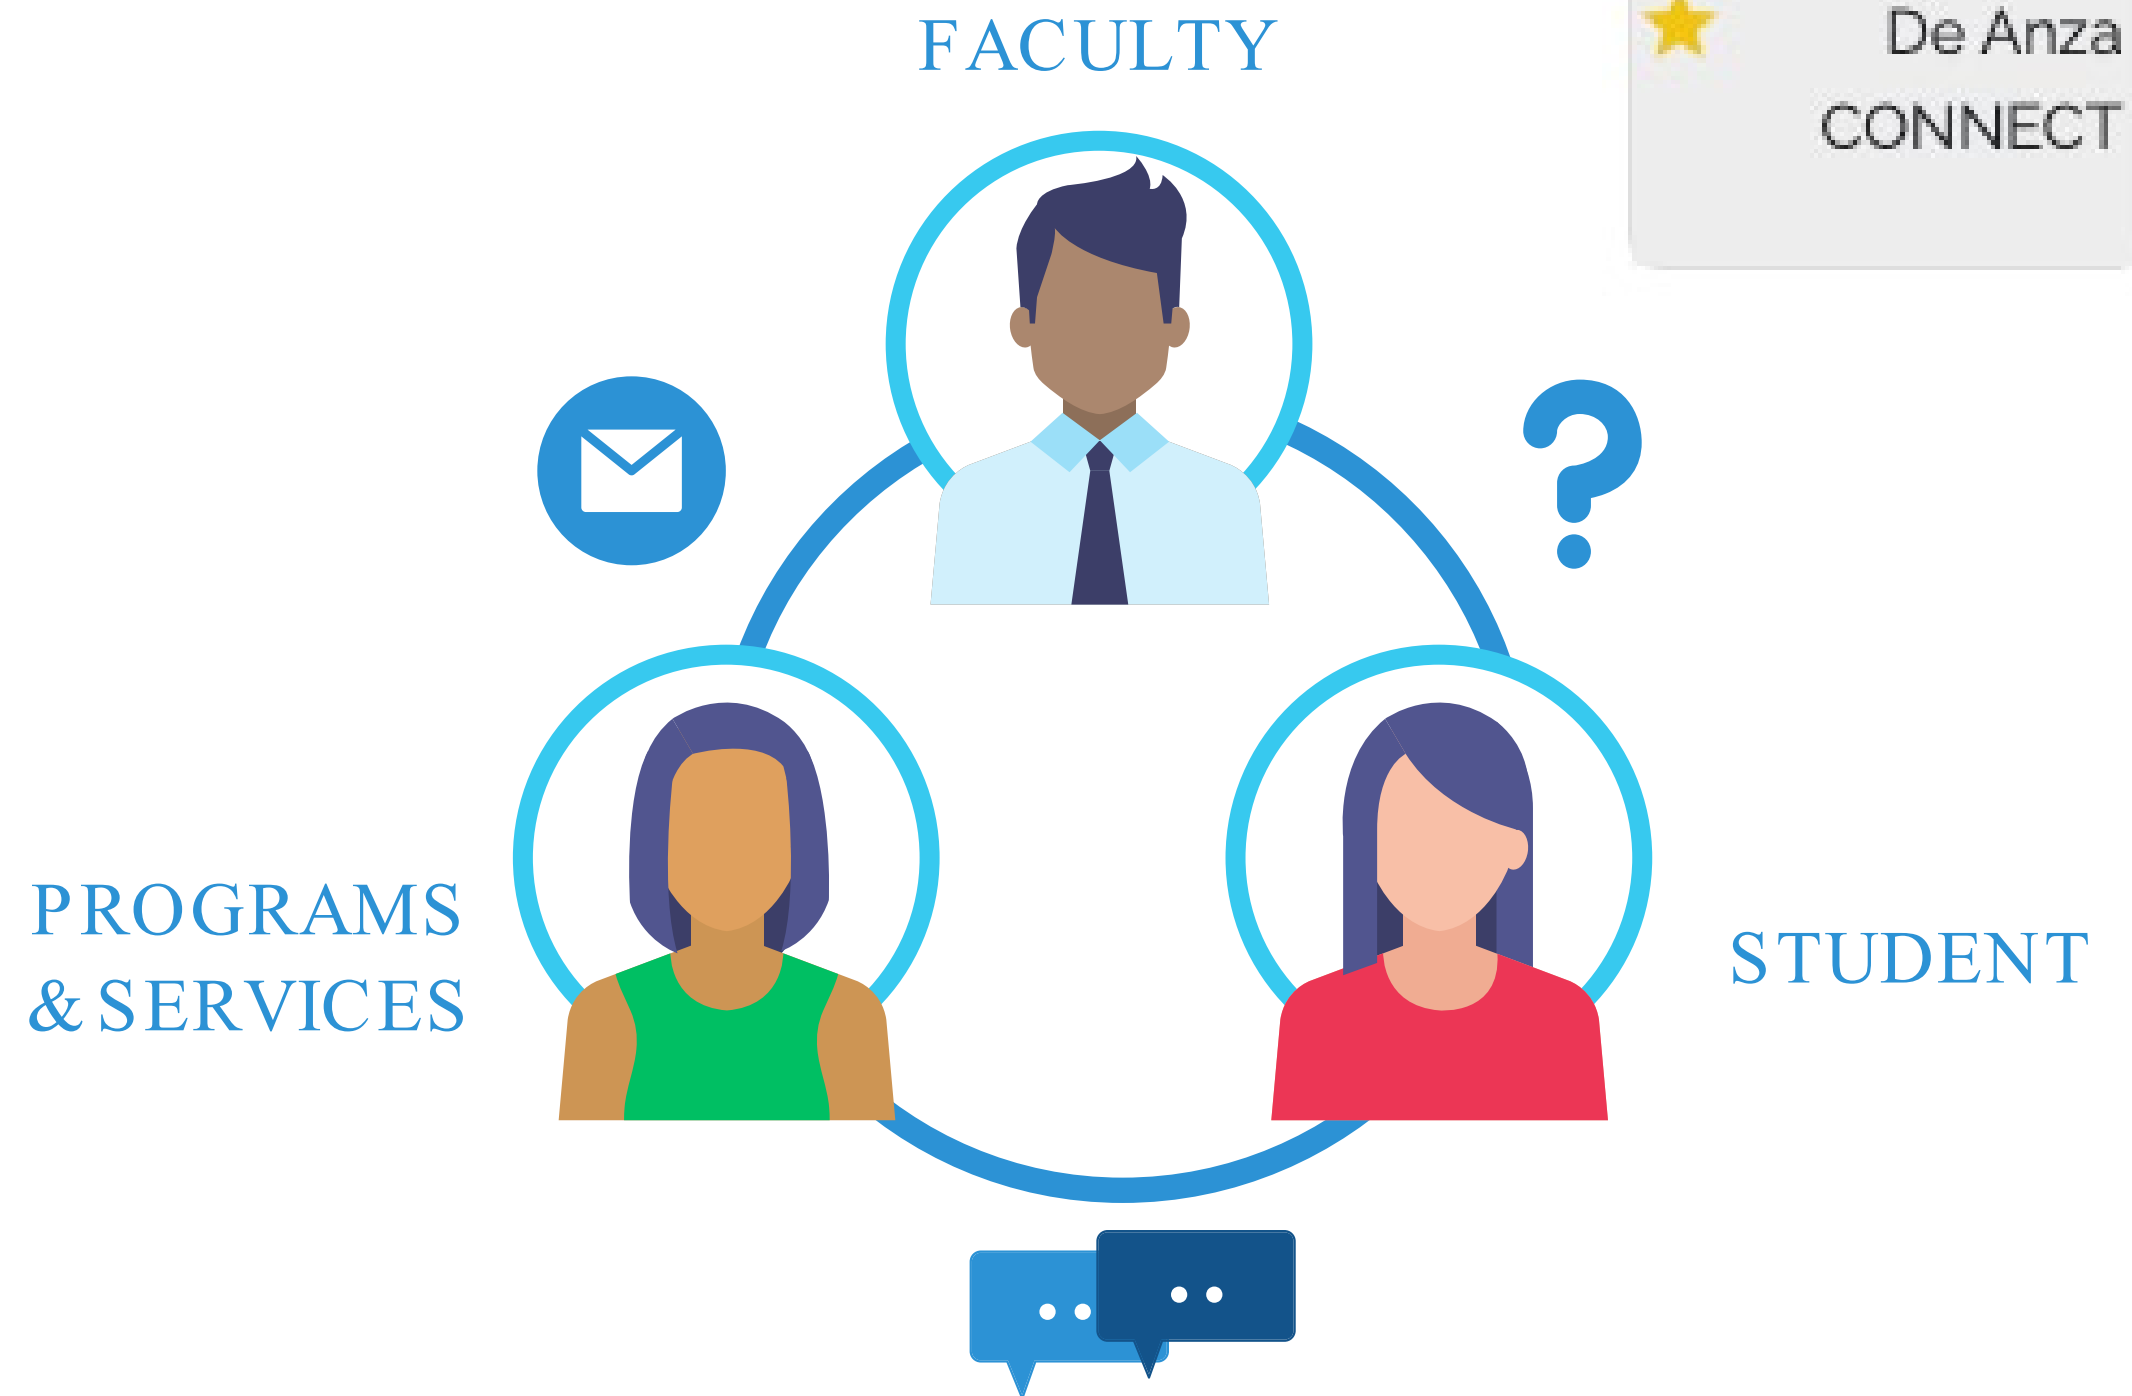 FACULTY
De Anza
CONNECT
PROGRAMS
& SERVICES
STUDENT